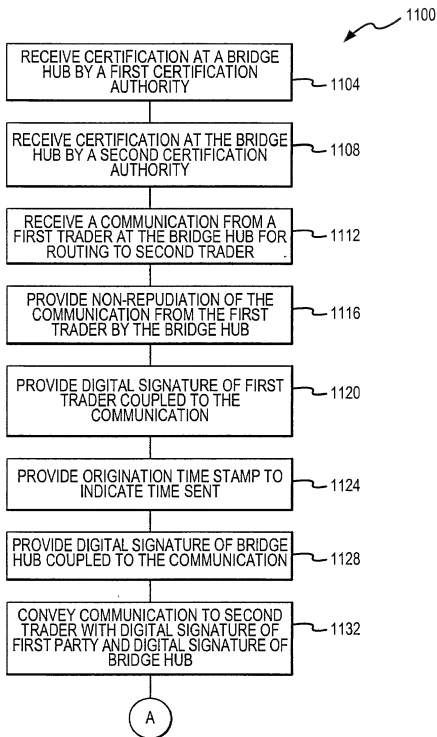 1100
RECEIVE CERTIFICATION AT A BRIDGE
HUB BY A FIRST CERTIFICATION
AUTHORITY
1104
RECEIVE CERTIFICATION AT THE BRIDGE
HUB BY A SECOND CERTIFICATION
AUTHORITY
1108
RECEIVE A COMMUNICATION FROM A
FIRST TRADER AT THE BRIDGE HUB FOR
ROUTING TO SECOND TRADER
1112
PROVIDE NON-REPUDIATION OF THE
COMMUNICATION FROM THE FIRST
TRADER BY THE BRIDGE HUB
1116
PROVIDE DIGITAL SIGNATURE OF FIRST
TRADER COUPLED TO THE
COMMUNICATION
1120
PROVIDE ORIGINATION TIME STAMP TO
INDICATE TIME SENT
1124
PROVIDE DIGITAL SIGNATURE OF BRIDGE
HUB COUPLED TO THE COMMUNICATION
1128
CONVEY COMMUNICATION TO SECOND
TRADER WITH DIGITAL SIGNATURE OF
FIRST PARTY AND DIGITAL SIGNATURE OF
BRIDGE HUB
1132
A